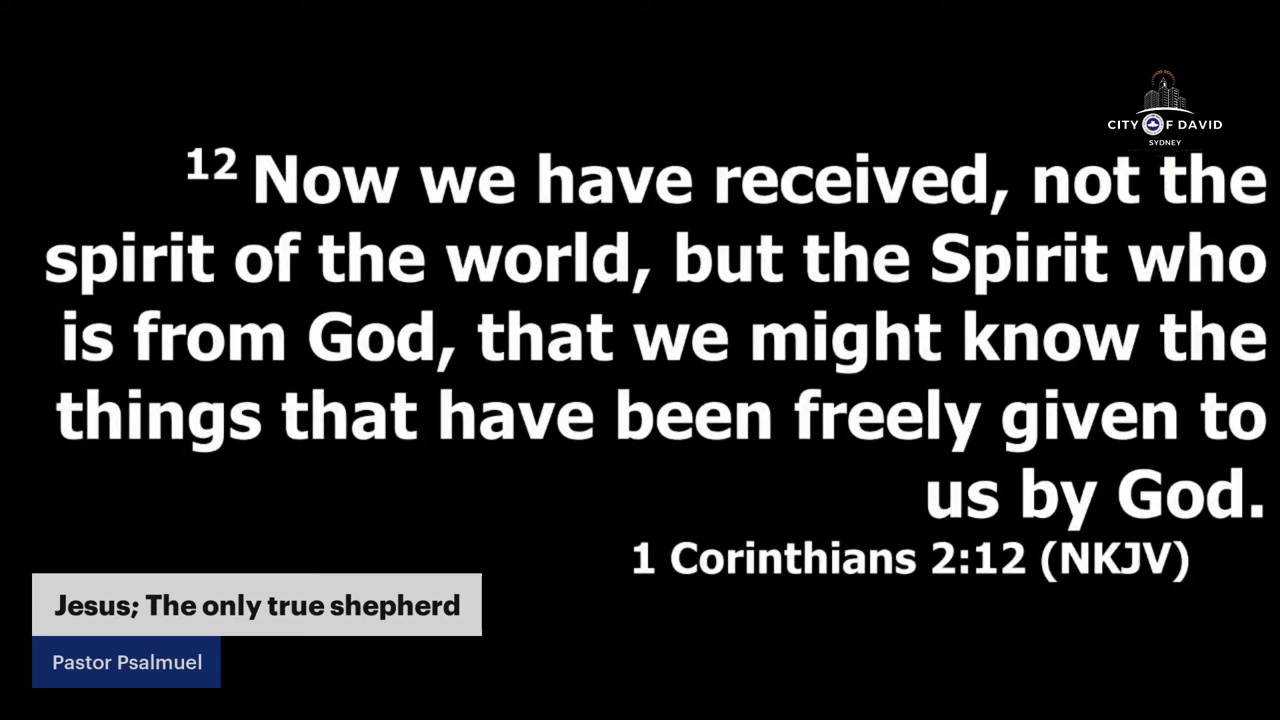 CITY OF DAVID
SYDNEY
12 Now we have received, not the
spirit of the world, but the Spirit who
is from God, that we might know the
things that have been freely given to
us by God.
1 Corinthians 2:12 (NKJV)
Jesus; The only true shepherd
Pastor Psalmuel